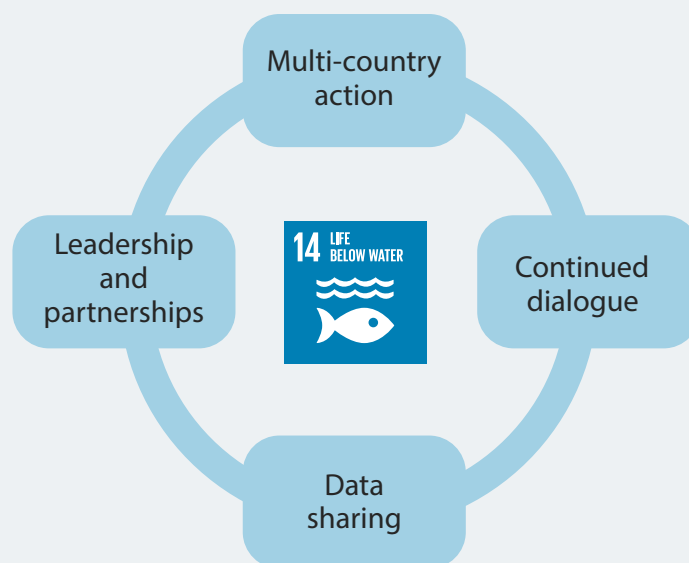 Multi-country
action
Leadership
and
partnerships
14 LIFE
BELOW WATER
Continued
dialogue
Data
sharing